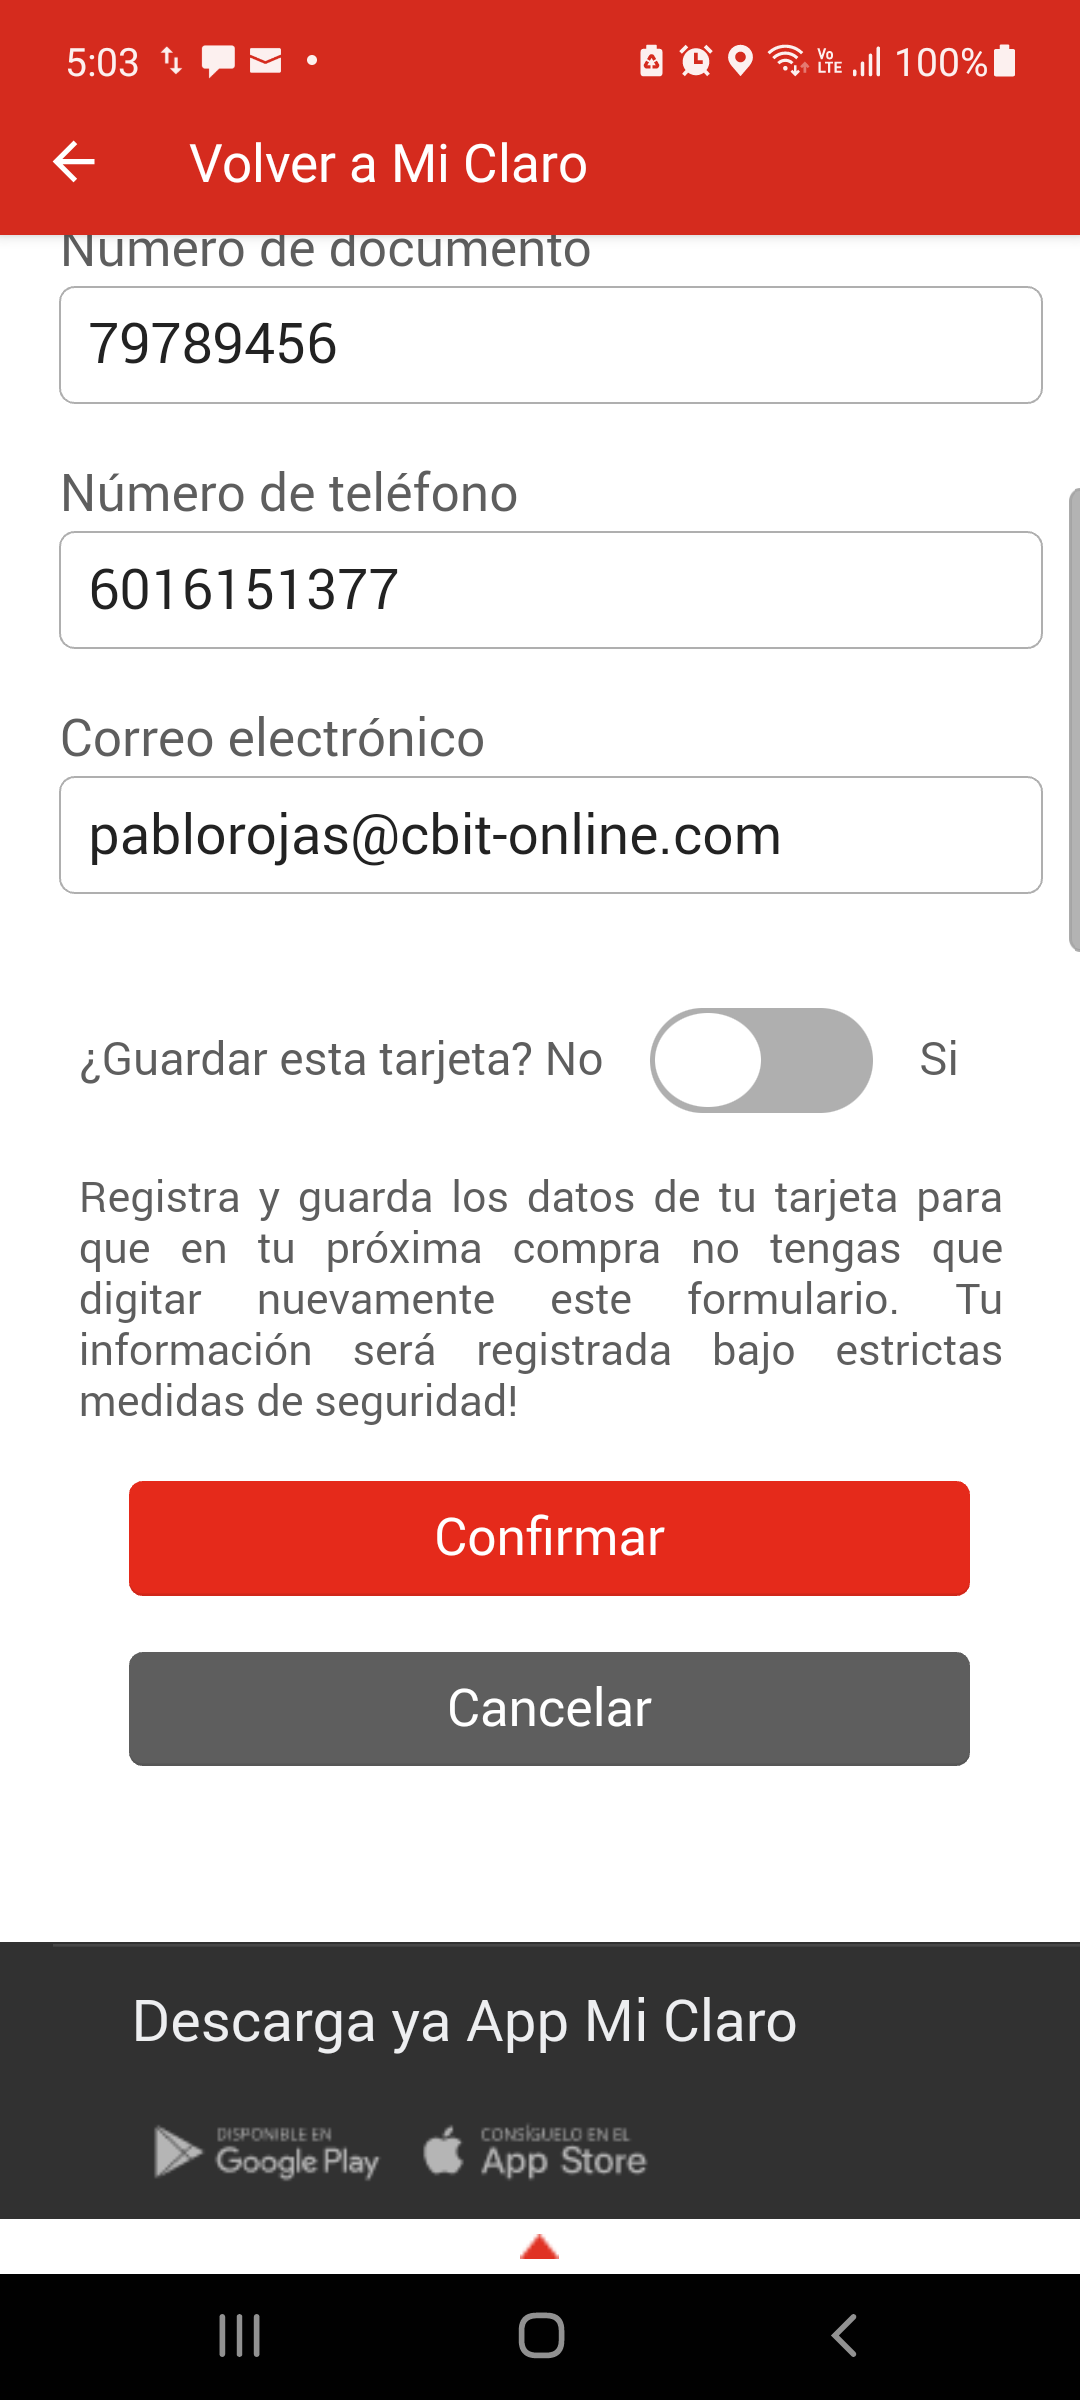 5:03
Vo LTE 100%
Volver a Mi Claro
Número de documento
79789456
Número de teléfono
6016151377
Correo electrónico
pablorojas@cbit-online.com
¿Guardar esta tarjeta? No Si
Registra y guarda los datos de tu tarjeta para
que en tu próxima compra no tengas que
digitar nuevamente este formulario. Tu
información será registrada bajo estrictas
medidas de seguridad!
Confirmar
Cancelar
Descarga ya App Mi Claro
DISPONIBLE EN
Google Play
CONSÍGUELO EN EL
App Store